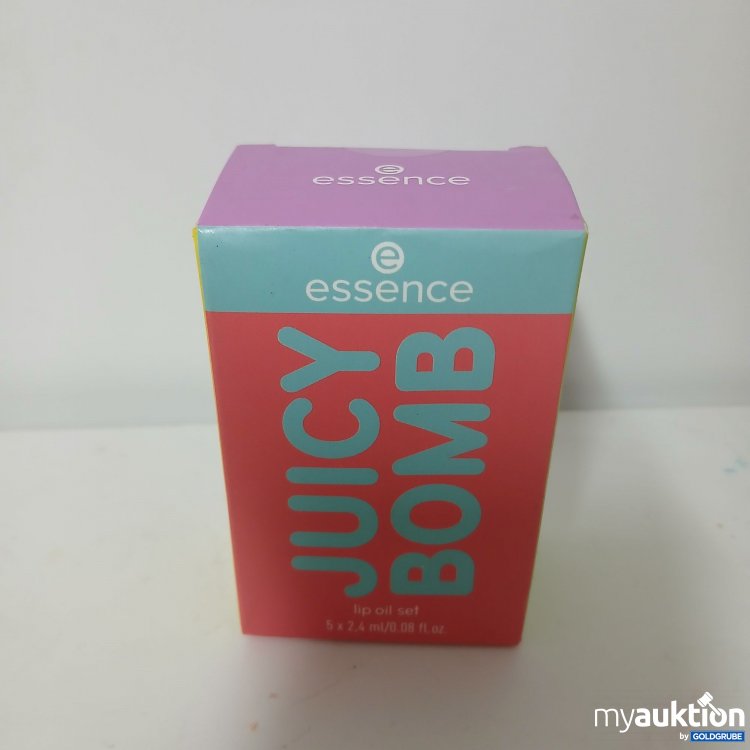 essence
essence
JUICY
BOMB
lip oil set
5 x 2.4 ml/0.08 fl.oz.
myauktion
by GOLDGRUBE